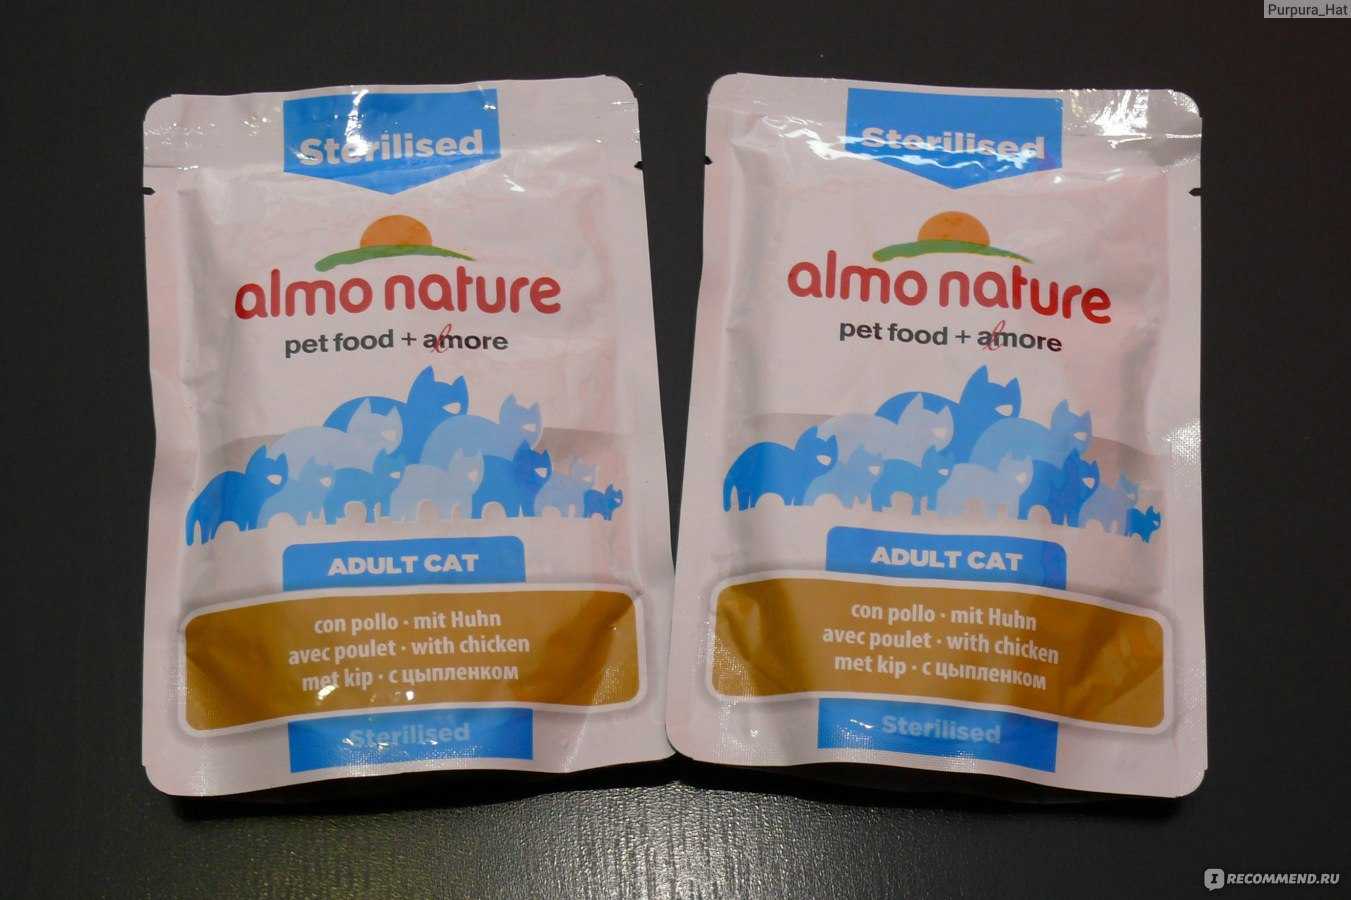 Purpura_Hat
Sterilised
almo nature
pet food + almore
ADULT CAT
con pollo · mit Huhn
avec poulet · with chicken
met kip · с цыпленком
Sterilised
Sterilised
almo nature
pet food + almore
ADULT CAT
con pollo · mit Huhn
avec poulet · with chicken
met kip · с цыпленком
Sterilised
I RECOMMEND.RU